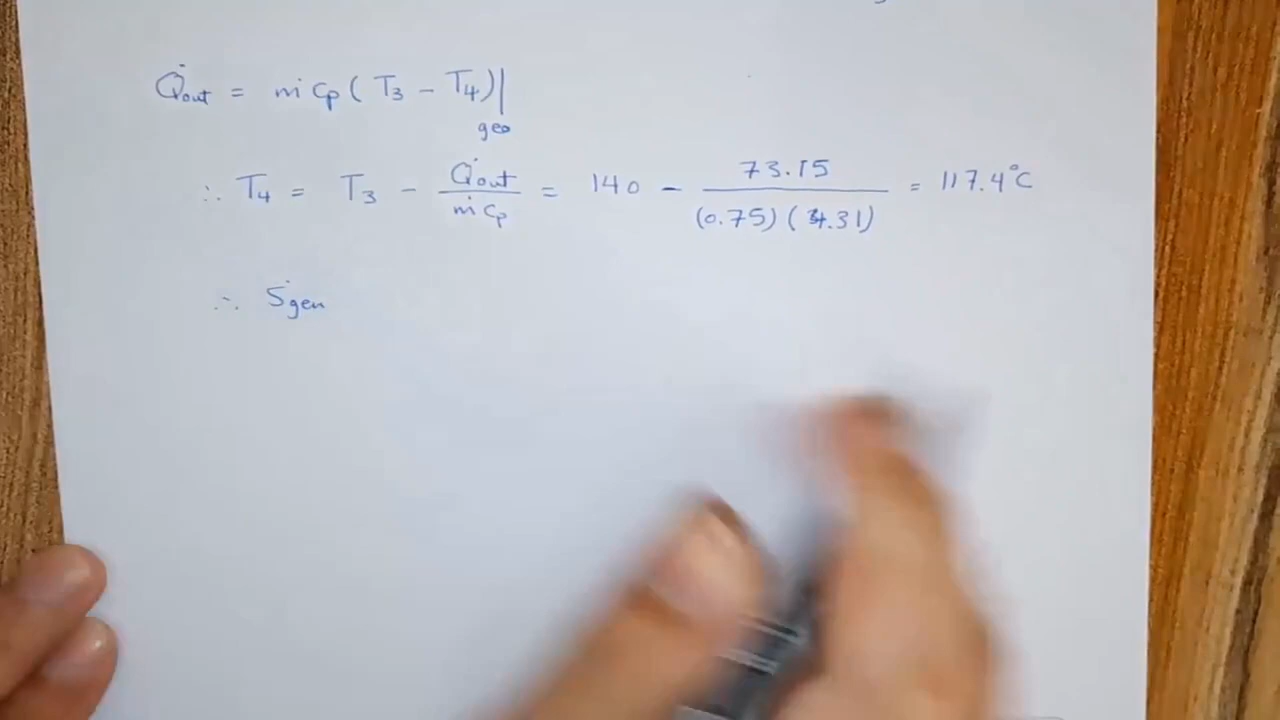 Q̇out = ṁ cp ( T3 - T4)|geo
∴ T4 = T3 - Q̇out / ṁ cp = 140 - 73.15 / (0.75) (4.31) = 117.4°C
∴ Ṡgen